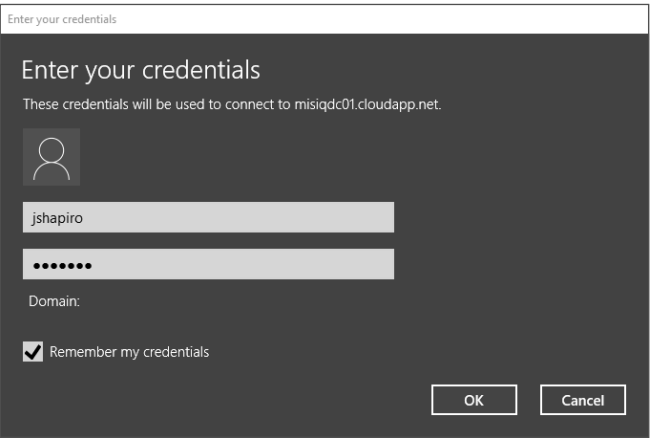 Enter your credentials
Enter your credentials
These credentials will be used to connect to misiqdc01.cloudapp.net.
jshapiro
●●●●●●●
Domain:
Remember my credentials
OK
Cancel